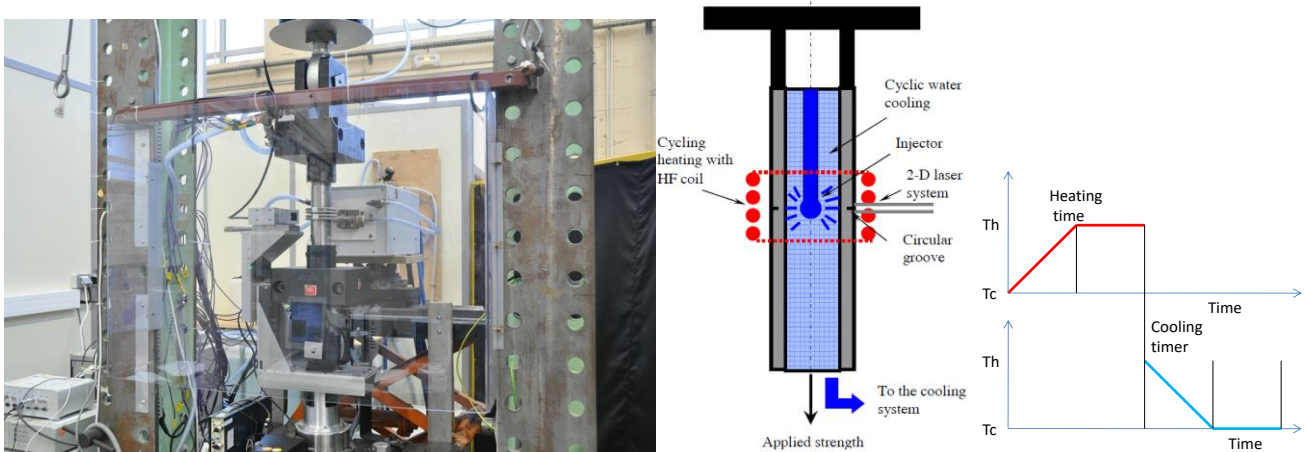 Cyclic water
cooling
Cycling
heating with
HF coil
Injector
2-D laser
system
Circular
groove
To the cooling
system
Applied strength
Th
Heating
time
Tc
Time
Cooling
timer
Th
Tc
Time